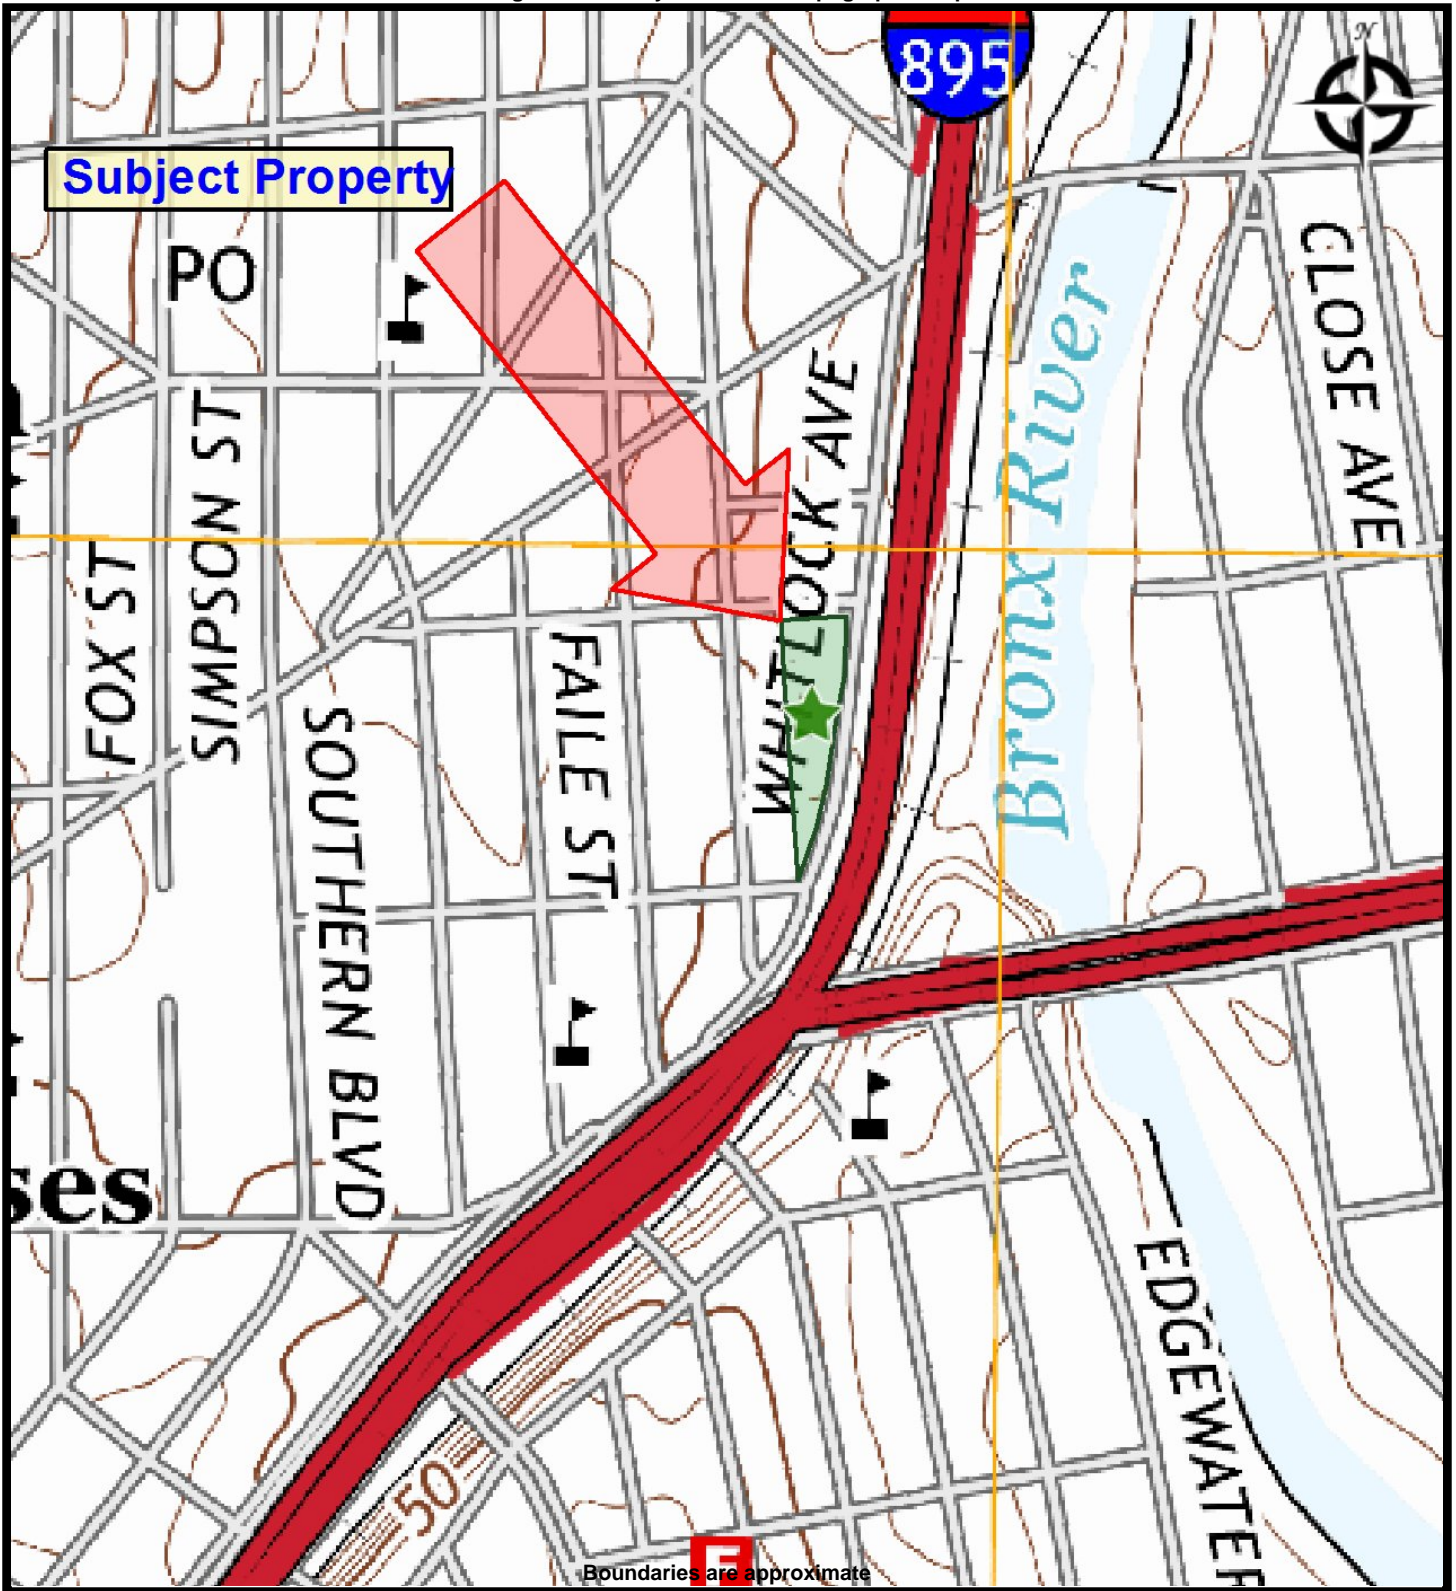 895
N
Subject Property
PO
CLOSE AVE
Bronx River
WHITLOCK AVE
SIMPSON ST
FOX ST
FAILE ST
SOUTHERN BLVD
ses
EDGEWATER
50
F
Boundaries are approximate